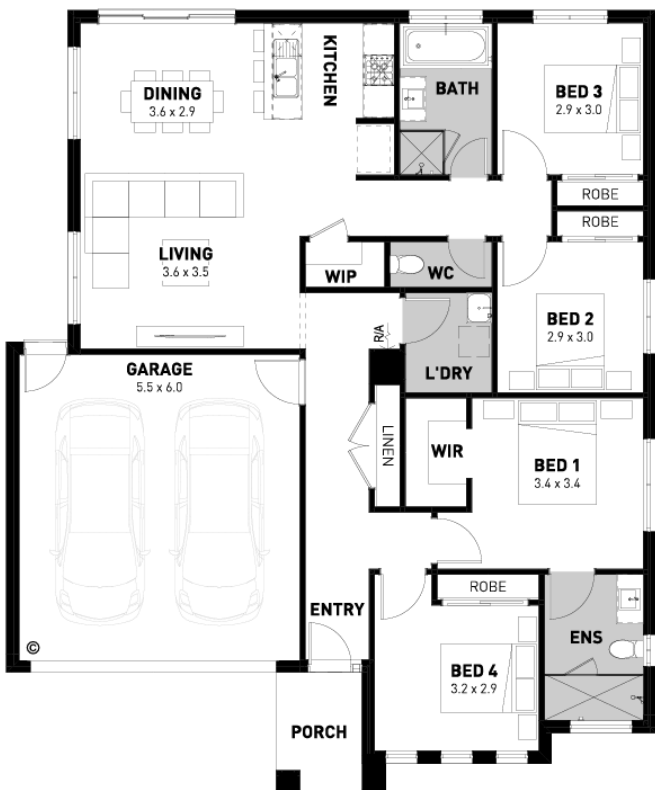 KITCHEN
DINING
3.6 x 2.9
BATH
BED 3
2.9 x 3.0
ROBE
ROBE
LIVING
3.6 x 3.5
WIP
WC
BED 2
2.9 x 3.0
R/A
L'DRY
GARAGE
5.5 x 6.0
LINEN
WIR
BED 1
3.4 x 3.4
ROBE
ENTRY
ENS
©
BED 4
3.2 x 2.9
PORCH